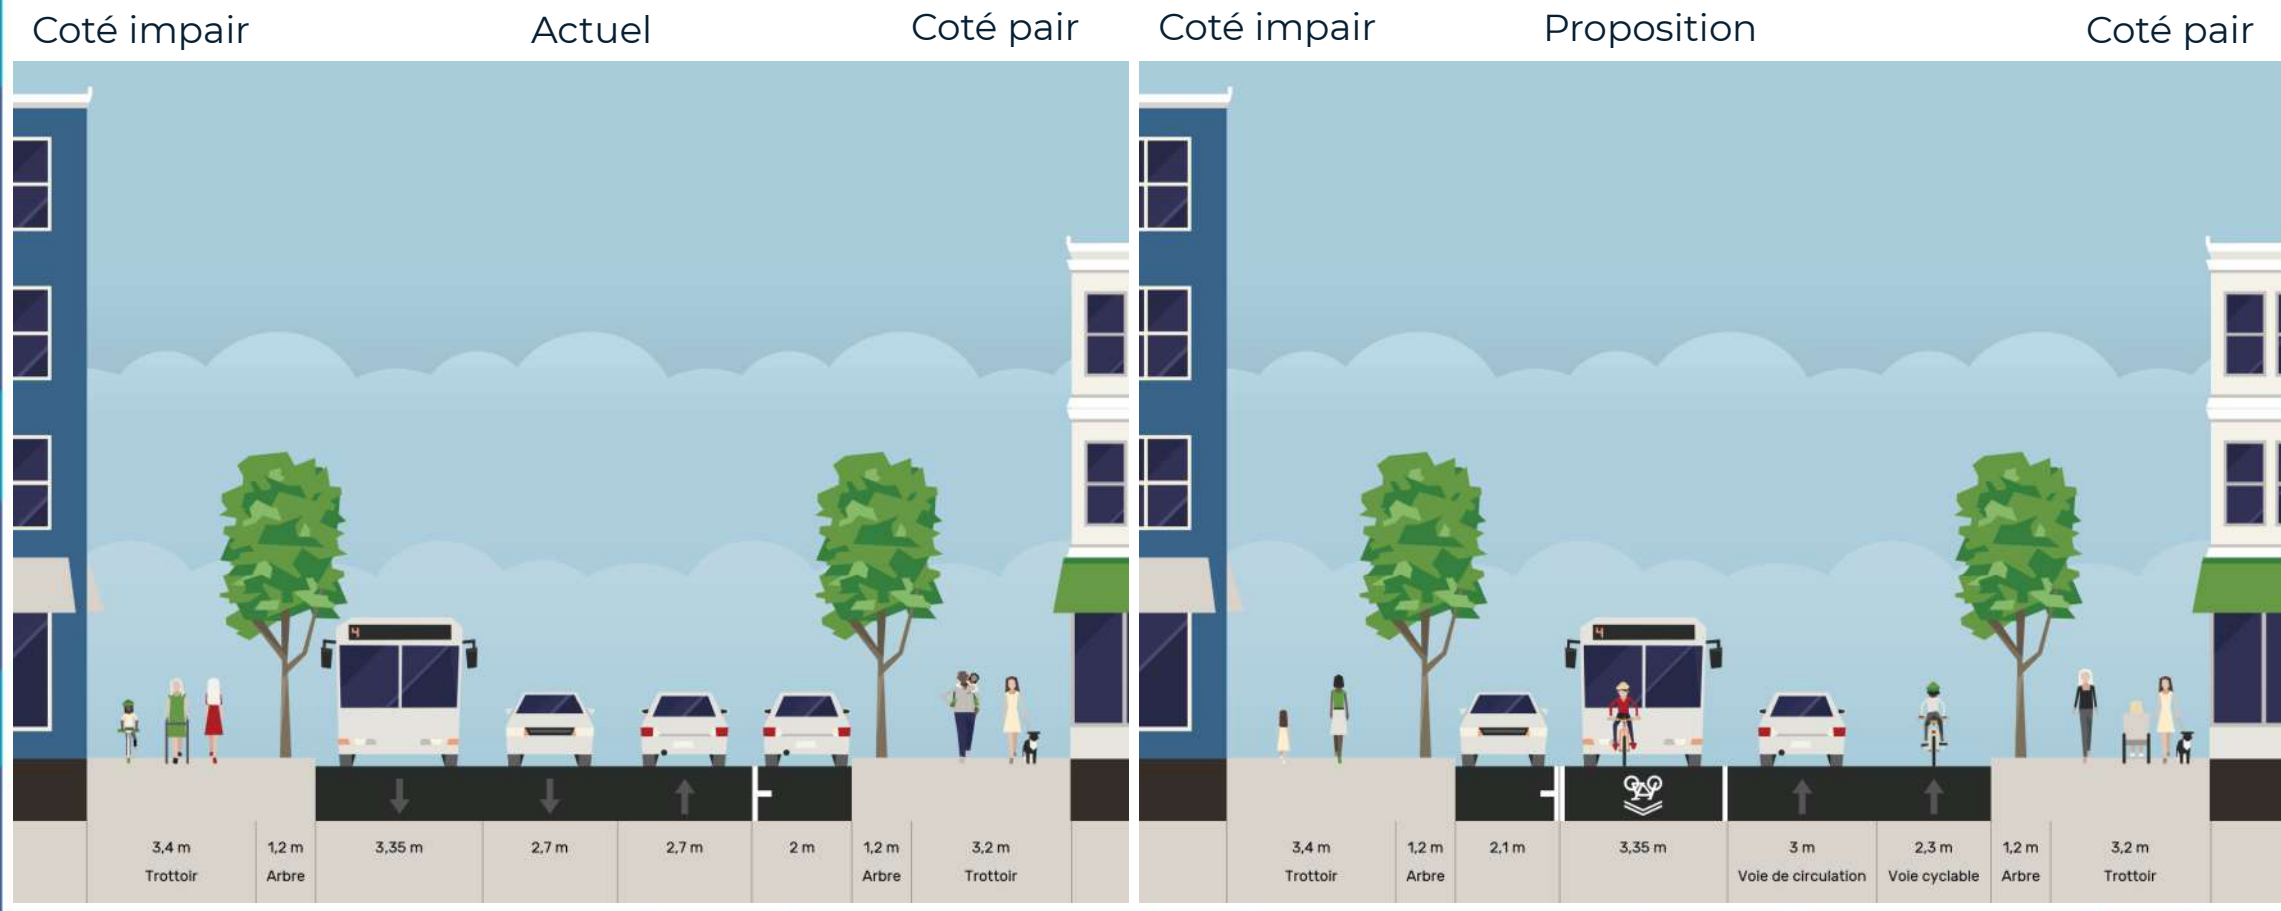 Coté impair
Actuel
Coté pair
Coté impair
Proposition
Coté pair
4
4
3,4 m
1,2 m
3,35 m
2,7 m
2,7 m
2 m
1,2 m
3,2 m
Trottoir
Arbre
Arbre
Trottoir
3,4 m
1,2 m
2,1 m
3,35 m
3 m
2,3 m
1,2 m
3,2 m
Trottoir
Arbre
Voie de circulation
Voie cyclable
Arbre
Trottoir